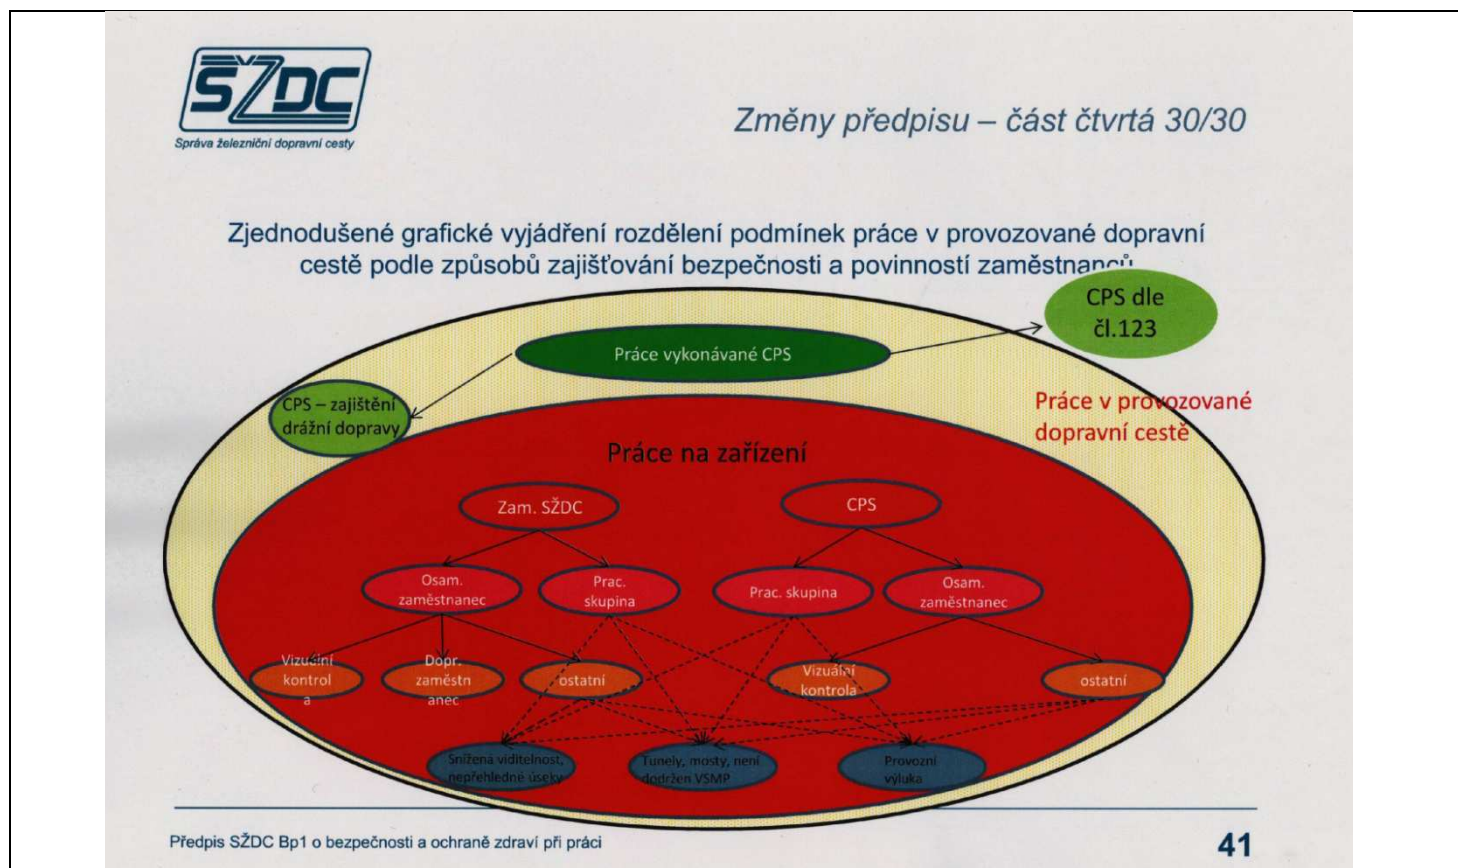 SŽDC
Správa železniční dopravní cesty
Změny předpisu – část čtvrtá 30/30
Zjednodušené grafické vyjádření rozdělení podmínek práce v provozované dopravní
cestě podle způsobů zajišťování bezpečnosti a povinností zaměstnanců
CPS dle
čl.123
Práce vykonávané CPS
CPS – zajištění
drážní dopravy
Práce v provozované
dopravní cestě
Práce na zařízení
Zam. SŽDC
CPS
Osam.
zaměstnanec
Prac.
skupina
Prac. skupina
Osam.
zaměstnanec
Vizuální
kontrol
a
Dopr.
zaměstn
anec
ostatní
Vizuální
kontrola
ostatní
Snížená viditelnost,
nepřehledné úseky
Tunely, mosty, není
dodržen VSMP
Provozní
výluka
Předpis SŽDC Bp1 o bezpečnosti a ochraně zdraví při práci
41